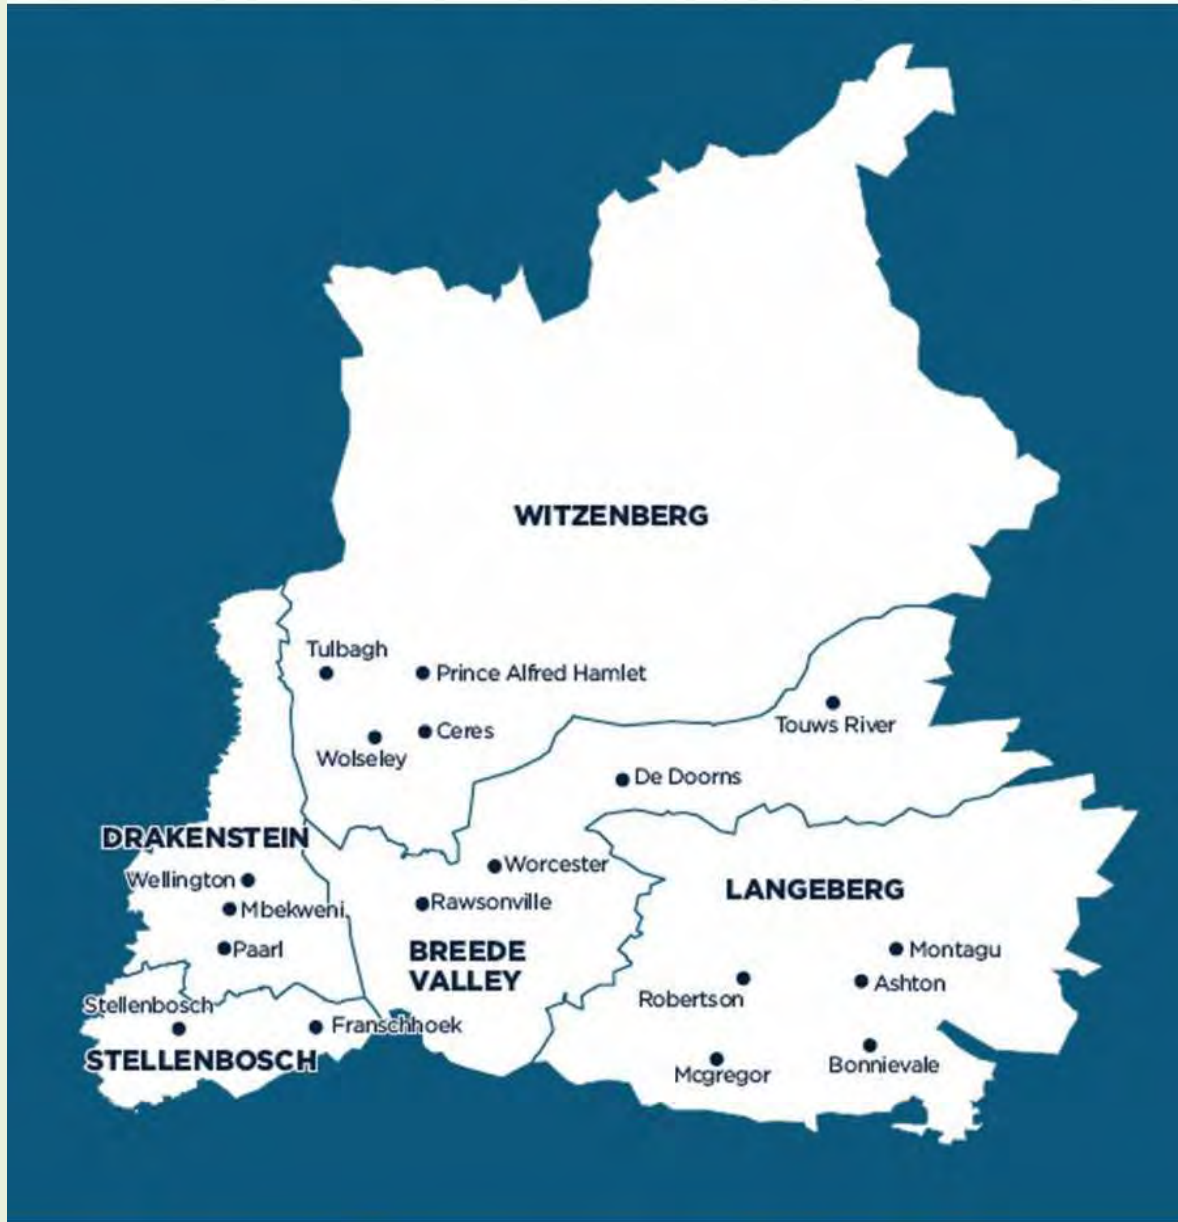 WITZENBERG
Tulbagh
Prince Alfred Hamlet
Ceres
Wolseley
Touws River
De Doorns
DRAKENSTEIN
Wellington
Mbekweni
Paarl
Worcester
Rawsonville
BREEDE
VALLEY
LANGEBERG
Montagu
Ashton
Robertson
Bonnievale
Mcgregor
Stellenbosch
Franschhoek
STELLENBOSCH